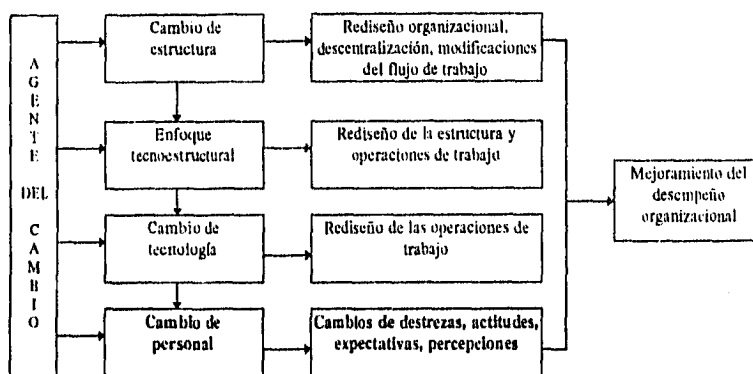 AGENTE DEL CAMBIO
Cambio de
estructura
Rediseño organizacional,
descentralización, modificaciones
del flujo de trabajo
Enfoque
tecnoestructural
Rediseño de la estructura y
operaciones de trabajo
Cambio de
tecnología
Rediseño de las operaciones de
trabajo
Cambio de
personal
Cambios de destrezas, actitudes,
expectativas, percepciones
Mejoramiento del
desempeño
organizacional